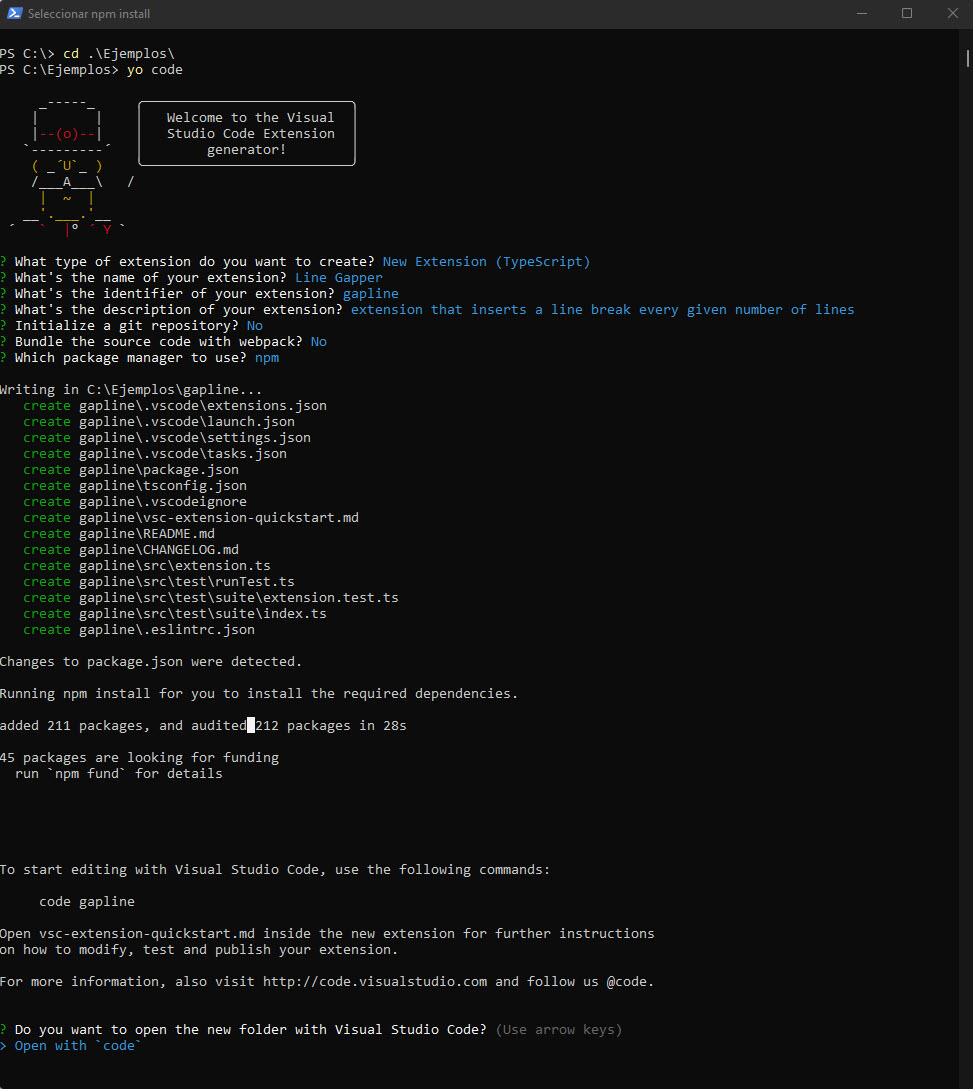 Seleccionar npm install
PS C:\> cd .\Ejemplos\
PS C:\Ejemplos> yo code
     _-----_     ╭──────────────────────────╮
    |       |    │   Welcome to the Visual  │
    |--(o)--|    │   Studio Code Extension  │
   `---------´   │        generator!        │
    ( _´U`_ )    ╰──────────────────────────╯
    /___A___\   /
     |  ~  |
   __'.___.'__
 ´   `  |° ´ Y `
? What type of extension do you want to create? New Extension (TypeScript)
? What's the name of your extension? Line Gapper
? What's the identifier of your extension? gapline
? What's the description of your extension? extension that inserts a line break every given number of lines
? Initialize a git repository? No
? Bundle the source code with webpack? No
? Which package manager to use? npm
Writing in C:\Ejemplos\gapline...
   create gapline\.vscode\extensions.json
   create gapline\.vscode\launch.json
   create gapline\.vscode\settings.json
   create gapline\.vscode\tasks.json
   create gapline\package.json
   create gapline\tsconfig.json
   create gapline\.vscodeignore
   create gapline\vsc-extension-quickstart.md
   create gapline\README.md
   create gapline\CHANGELOG.md
   create gapline\src\extension.ts
   create gapline\src\test\runTest.ts
   create gapline\src\test\suite\extension.test.ts
   create gapline\src\test\suite\index.ts
   create gapline\.eslintrc.json
Changes to package.json were detected.
Running npm install for you to install the required dependencies.
added 211 packages, and audited 212 packages in 28s
45 packages are looking for funding
  run `npm fund` for details
To start editing with Visual Studio Code, use the following commands:
     code gapline
Open vsc-extension-quickstart.md inside the new extension for further instructions
on how to modify, test and publish your extension.
For more information, also visit http://code.visualstudio.com and follow us @code.
? Do you want to open the new folder with Visual Studio Code? (Use arrow keys)
> Open with `code`